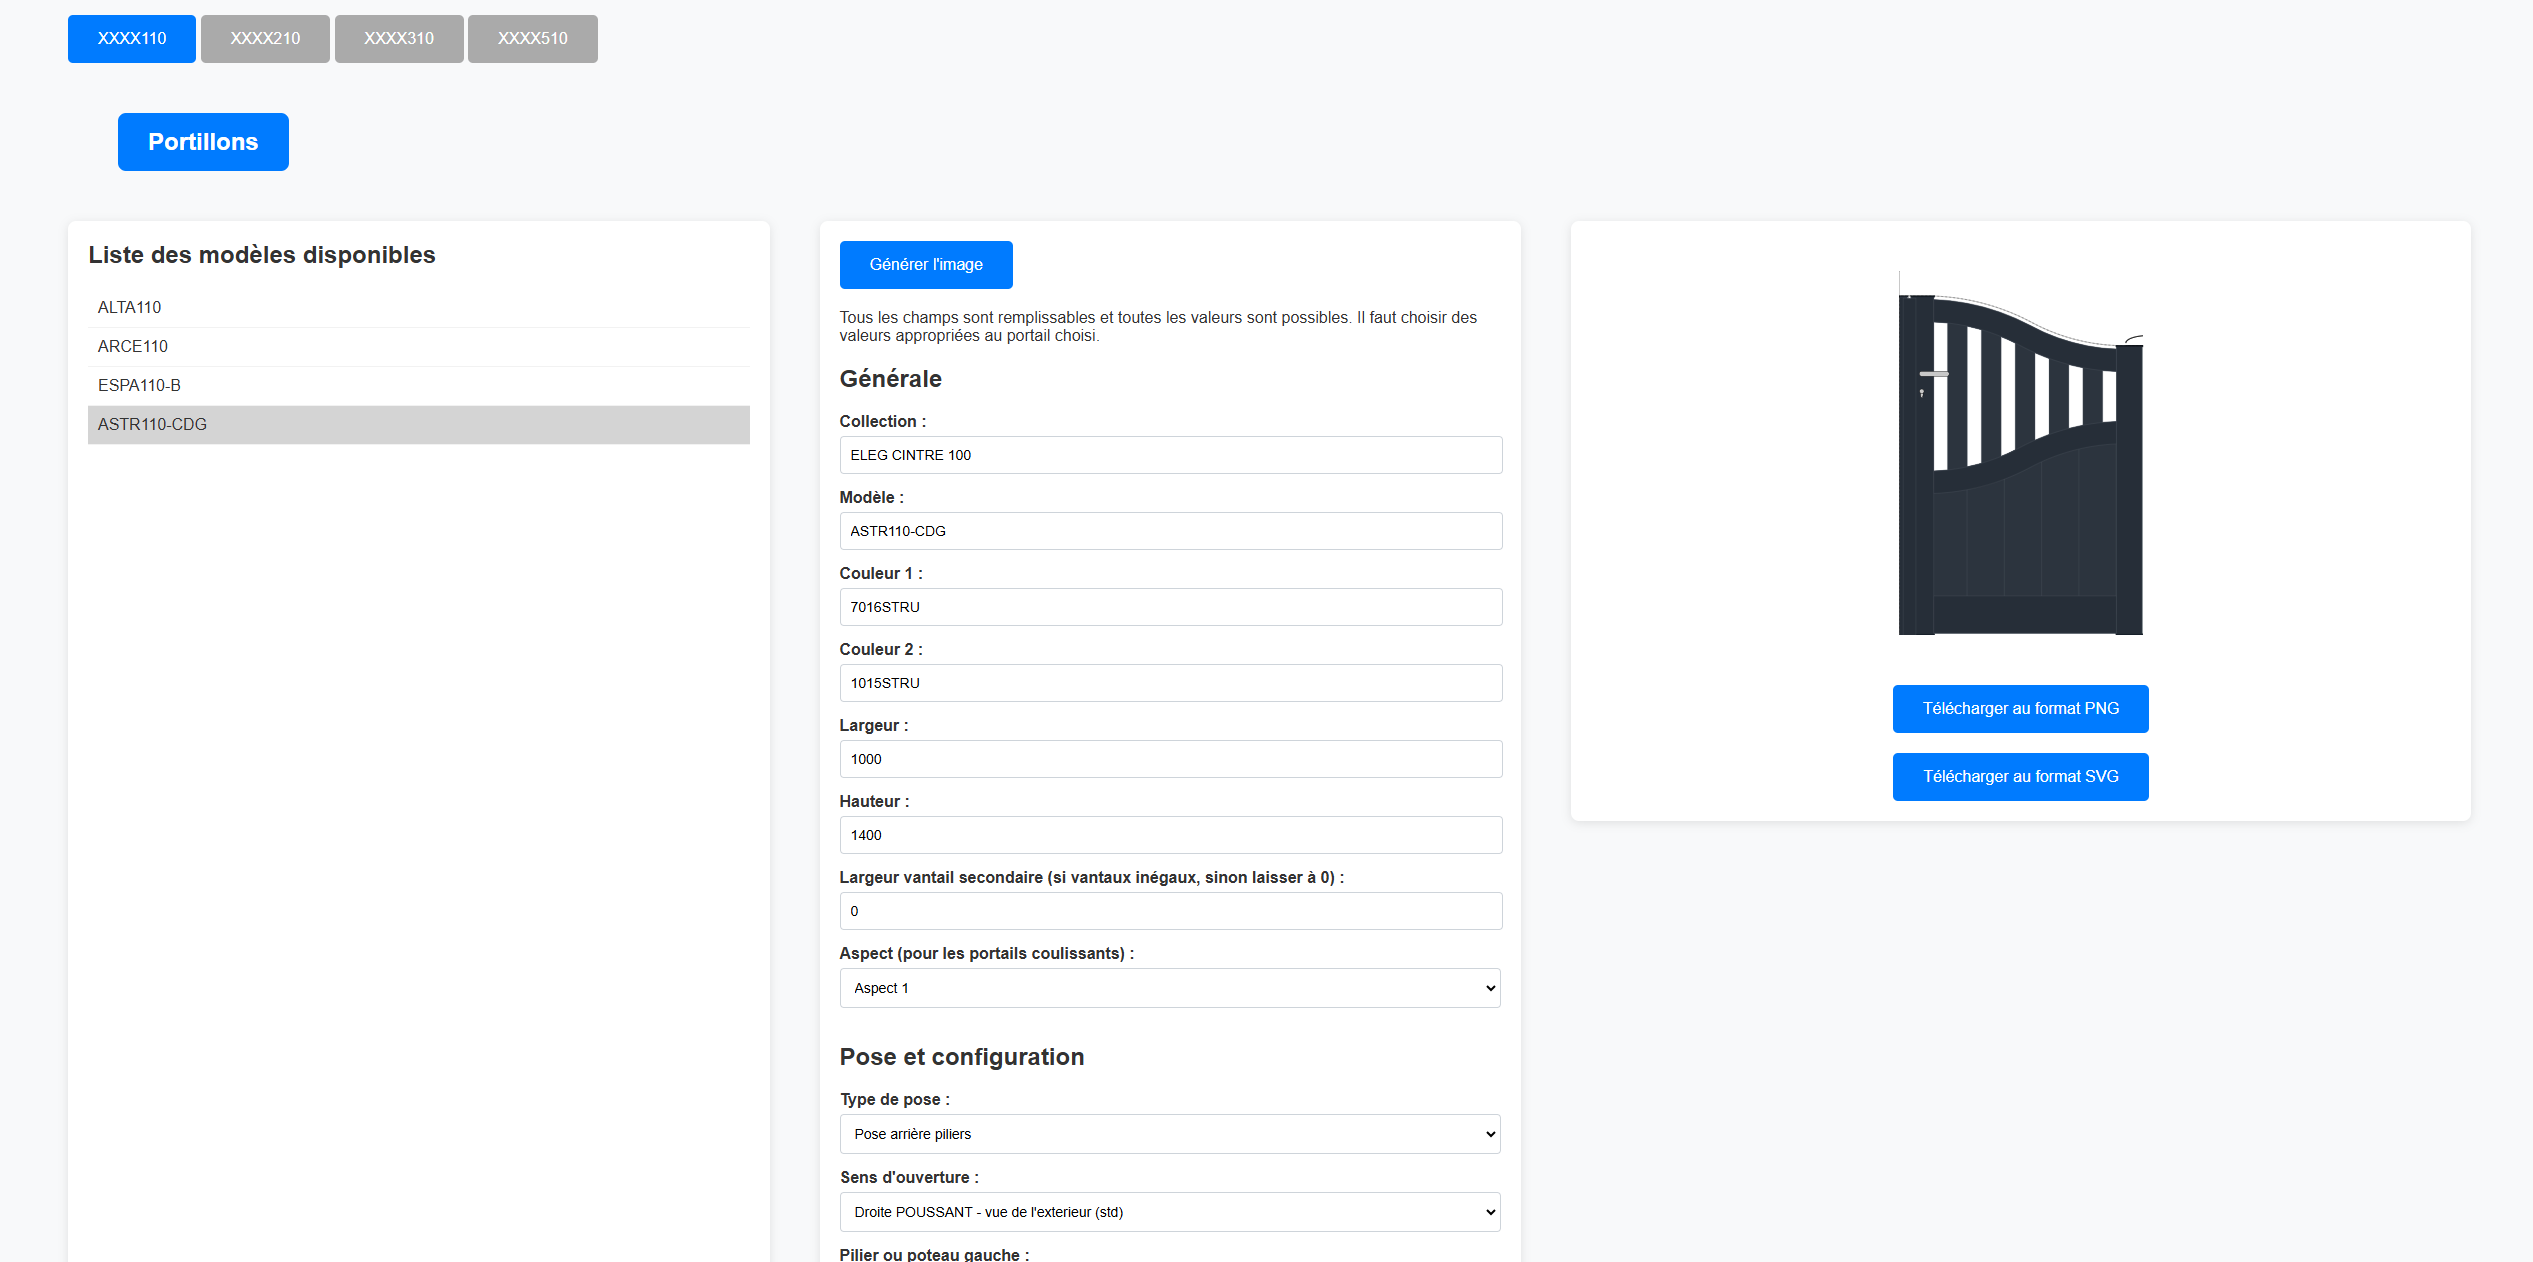 XXXX110
XXXX210
XXXX310
XXXX510
Portillons
Liste des modèles disponibles
ALTA110
ARCE110
ESPA110-B
ASTR110-CDG
Générer l'image
Tous les champs sont remplissables et toutes les valeurs sont possibles. Il faut choisir des
valeurs appropriées au portail choisi.
Générale
Collection :
ELEG CINTRE 100
Modèle :
ASTR110-CDG
Couleur 1 :
7016STRU
Couleur 2 :
1015STRU
Largeur :
1000
Hauteur :
1400
Largeur vantail secondaire (si vantaux inégaux, sinon laisser à 0) :
0
Aspect (pour les portails coulissants) :
Aspect 1
Pose et configuration
Type de pose :
Pose arrière piliers
Sens d'ouverture :
Droite POUSSANT - vue de l'exterieur (std)
Pilier ou poteau gauche :
Télécharger au format PNG
Télécharger au format SVG